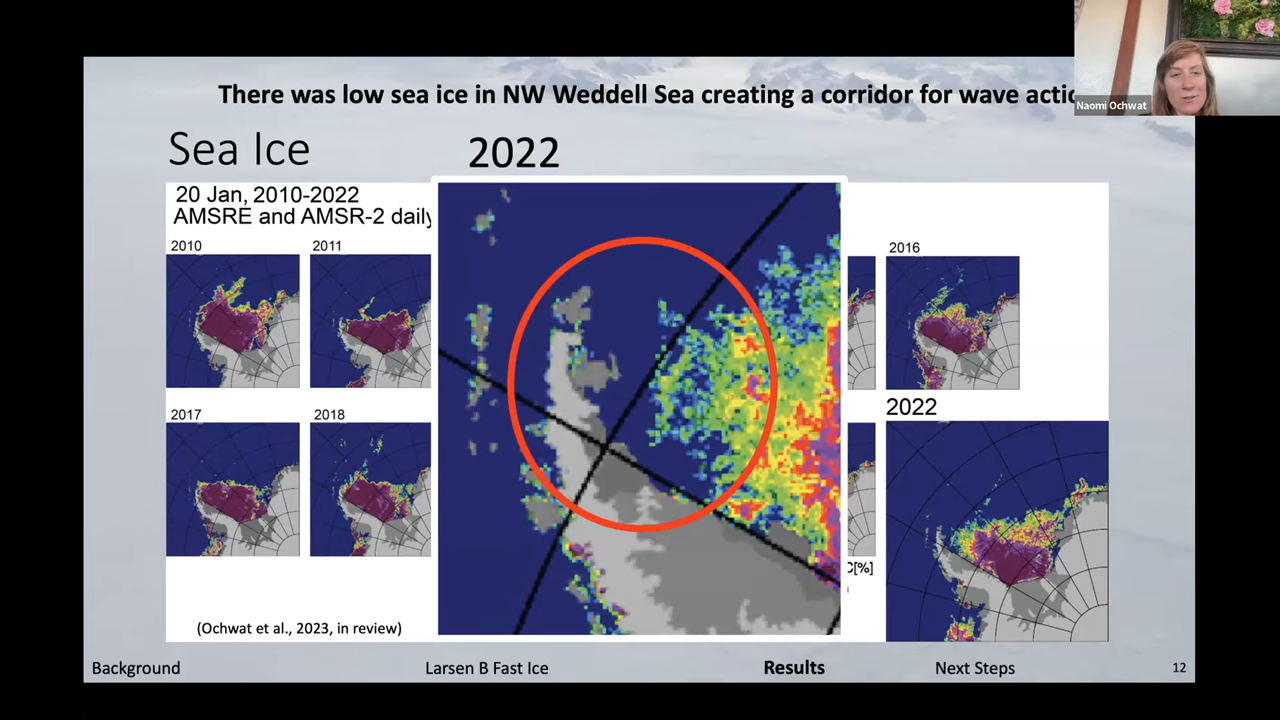 There was low sea ice in NW Weddell Sea creating a corridor for wave
Naomi Ochwat
Sea Ice
2022
20 Jan, 2010-2022
AMSRE and AMSR-2 daily
2010
2011
2016
2017
2018
2022
C[%]
(Ochwat et al., 2023, in review)
Background
Larsen B Fast Ice
Results
Next Steps
12